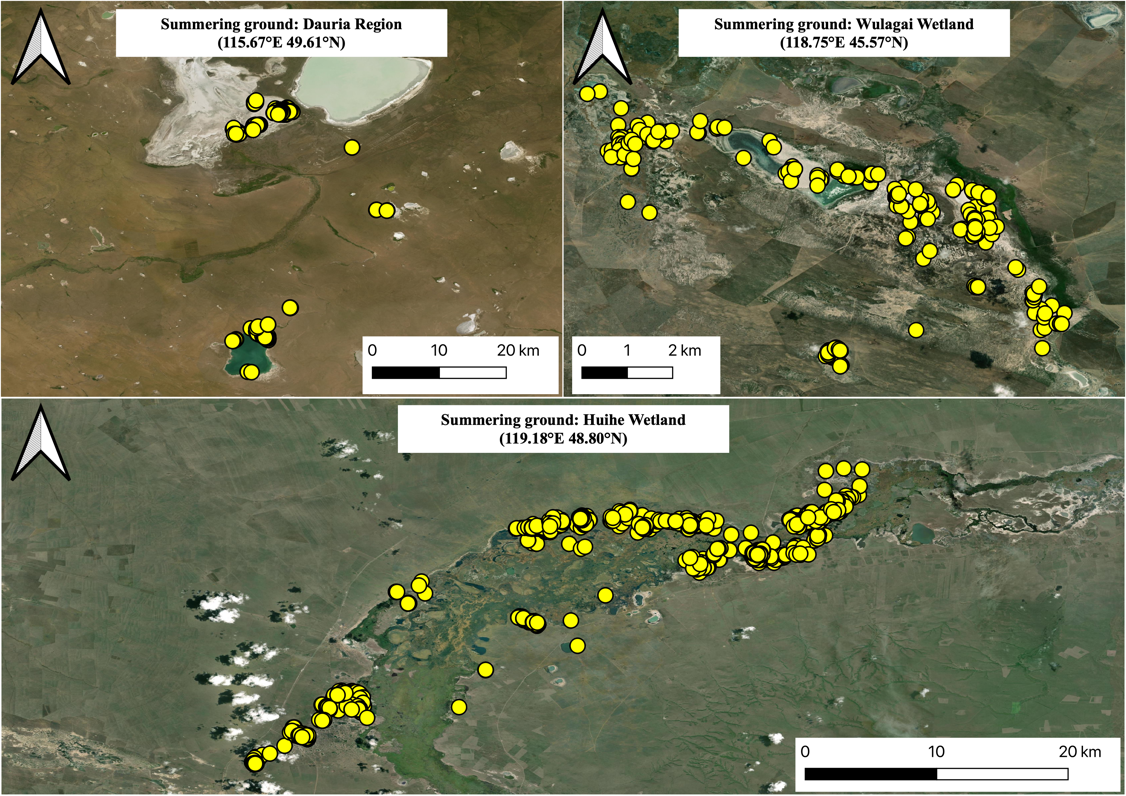 Summering ground: Dauria Region
(115.67°E 49.61°N)
0 10 20 km
Summering ground: Wulagai Wetland
(118.75°E 45.57°N)
0 1 2 km
Summering ground: Huihe Wetland
(119.18°E 48.80°N)
0 10 20 km